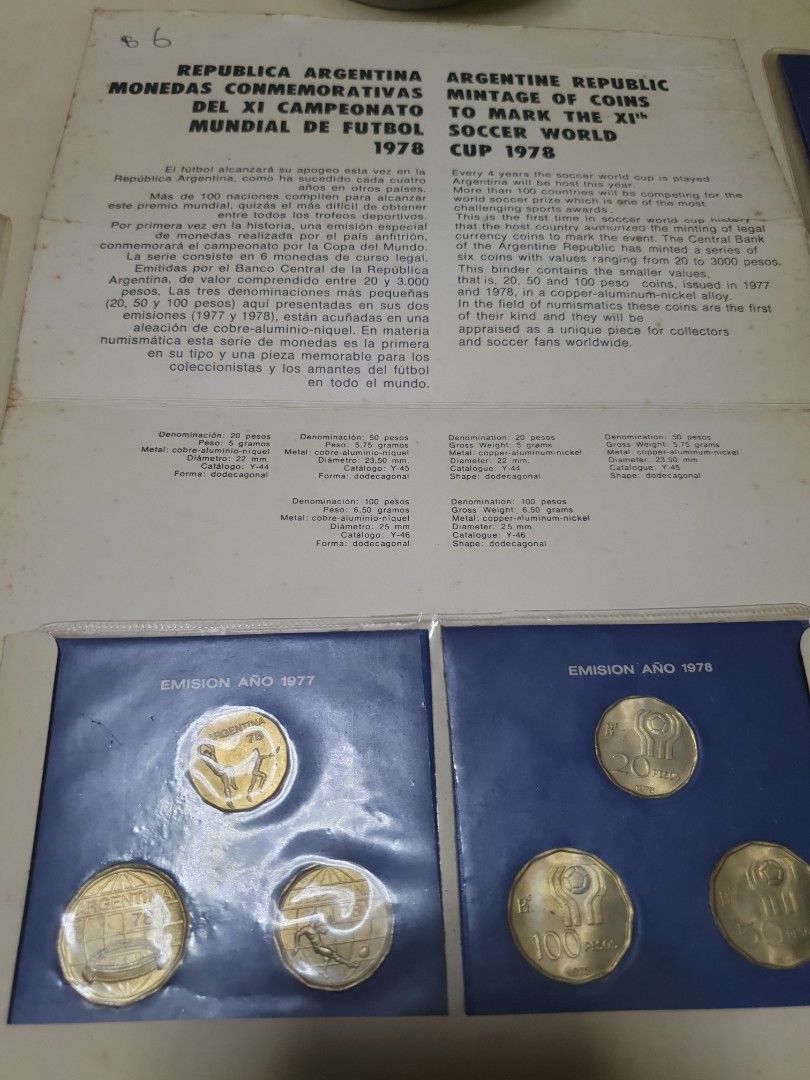 B 6
REPUBLICA ARGENTINA
MONEDAS CONMEMORATIVAS
DEL XI CAMPEONATO
MUNDIAL DE FUTBOL
1978
El fútbol alcanzará su apogeo esta vez en la
República Argentina, como ha sucedido cada cuatro
años en otros países.
Más de 100 naciones compiten para alcanzar
este premio mundial, quizás el más difícil de obtener
entre todos los trofeos deportivos.
Por primera vez en la historia, una emisión especial
de monedas realizada por el país anfitrión,
conmemorará el campeonato por la Copa del Mundo.
La serie consiste en 6 monedas de curso legal.
Emitidas por el Banco Central de la República
Argentina, de valor comprendido entre 20 y 3.000
pesos. Las tres denominaciones más pequeñas
(20, 50 y 100 pesos) aquí presentadas en sus dos
emisiones (1977 y 1978), están acuñadas en una
aleación de cobre-aluminio-níquel. En materia
numismática esta serie de monedas es la primera
en su tipo y una pieza memorable para los
coleccionistas y los amantes del fútbol
en todo el mundo.
ARGENTINE REPUBLIC
MINTAGE OF COINS
TO MARK THE XIth
SOCCER WORLD
CUP 1978
Every 4 years the soccer world cup is played.
Argentina will be host this year.
More than 100 countries will be competing for the
world soccer prize which is one of the most
challenging sports awards.
This is the first time in soccer world cup history
that the host country authorized the minting of legal
currency coins to mark the event. The Central Bank
of the Argentine Republic has minted a series of
six coins with values ranging from 20 to 3000 pesos.
This binder contains the smaller values,
that is, 20, 50 and 100 peso coins, issued in 1977
and 1978, in a copper-aluminum-nickel alloy.
In the field of numismatics these coins are the first
of their kind and they will be
appraised as a unique piece for collectors
and soccer fans worldwide.
Denominación: 20 pesos
Peso: 5 gramos
Metal: cobre-aluminio-níquel
Diámetro: 22 mm.
Catálogo: Y-44
Forma: dodecagonal
Denominación: 50 pesos
Peso: 5,75 gramos
Metal: cobre-aluminio-níquel
Diámetro: 23,50 mm.
Catálogo: Y-45
Forma: dodecagonal
Denomination: 20 pesos
Gross Weight: 5 grams
Metal: copper-aluminum-nickel
Diameter: 22 mm.
Catalogue: Y-44
Shape: dodecagonal
Denomination: 50 pesos
Gross Weight: 5.75 grams
Metal: copper-aluminum-nickel
Diameter: 23.50 mm.
Catalogue: Y-45
Shape: dodecagonal
Denominación: 100 pesos
Peso: 6,50 gramos
Metal: cobre-aluminio-níquel
Diámetro: 25 mm
Catálogo: Y-46
Forma: dodecagonal
Denomination: 100 pesos
Gross Weight: 6.50 grams
Metal: copper-aluminum-nickel
Diameter: 25 mm.
Catalogue: Y-46
Shape: dodecagonal
EMISION AÑO 1977
ARGENTINA
78
ARGENTINA
78
EMISION AÑO 1978
20 PESOS
1978
100 PESOS
1978
50 PESOS